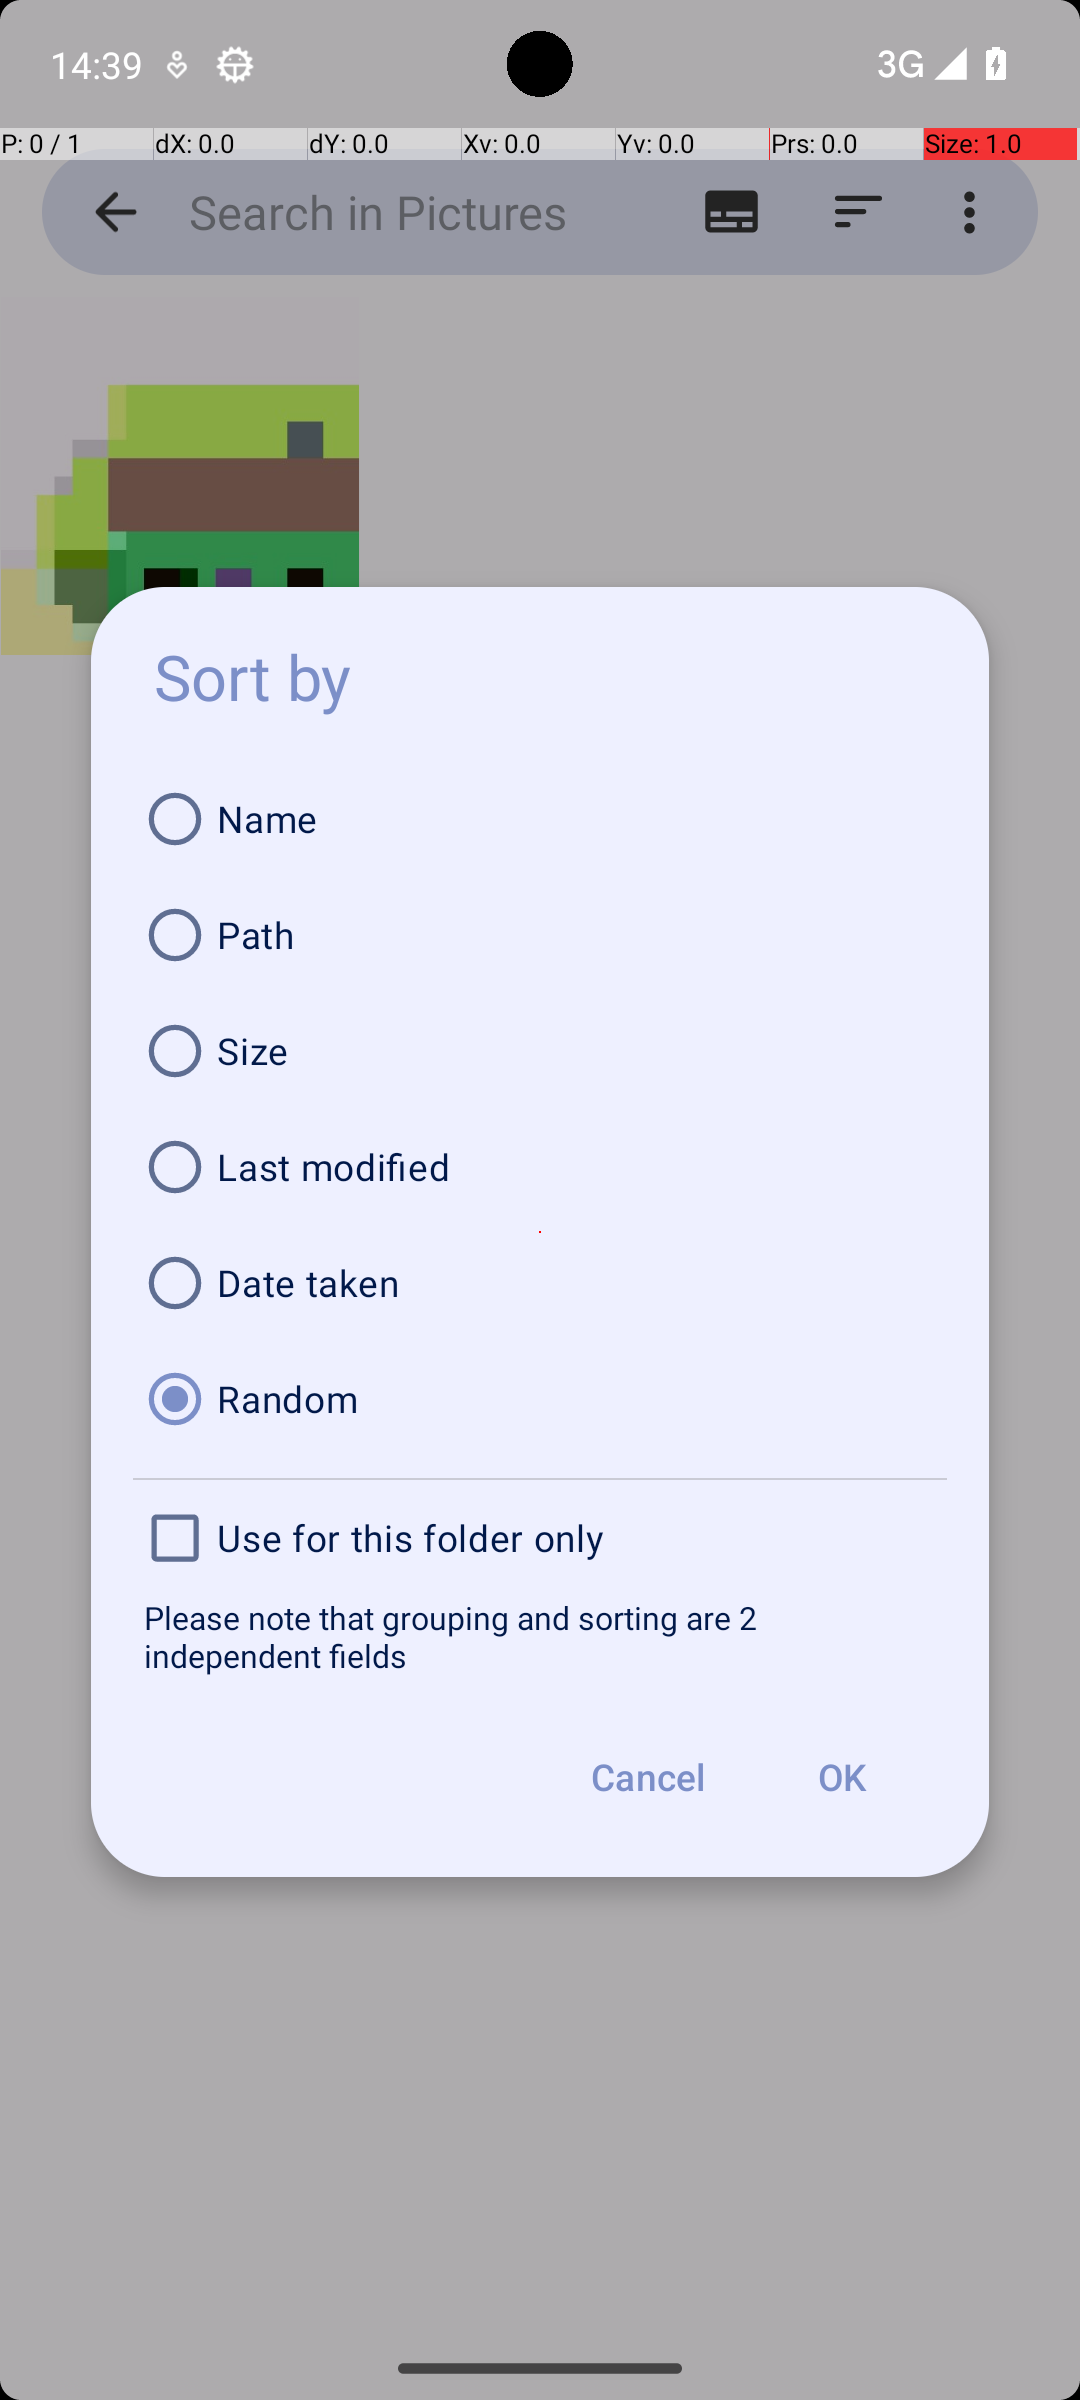 14:39
3G
P: 0 / 1 dX: 0.0 dY: 0.0 Xv: 0.0 Yv: 0.0 Prs: 0.0 Size: 1.0
Search in Pictures
Sort by
Name
Path
Size
Last modified
Date taken
Random
Use for this folder only
Please note that grouping and sorting are 2
independent fields
Cancel OK